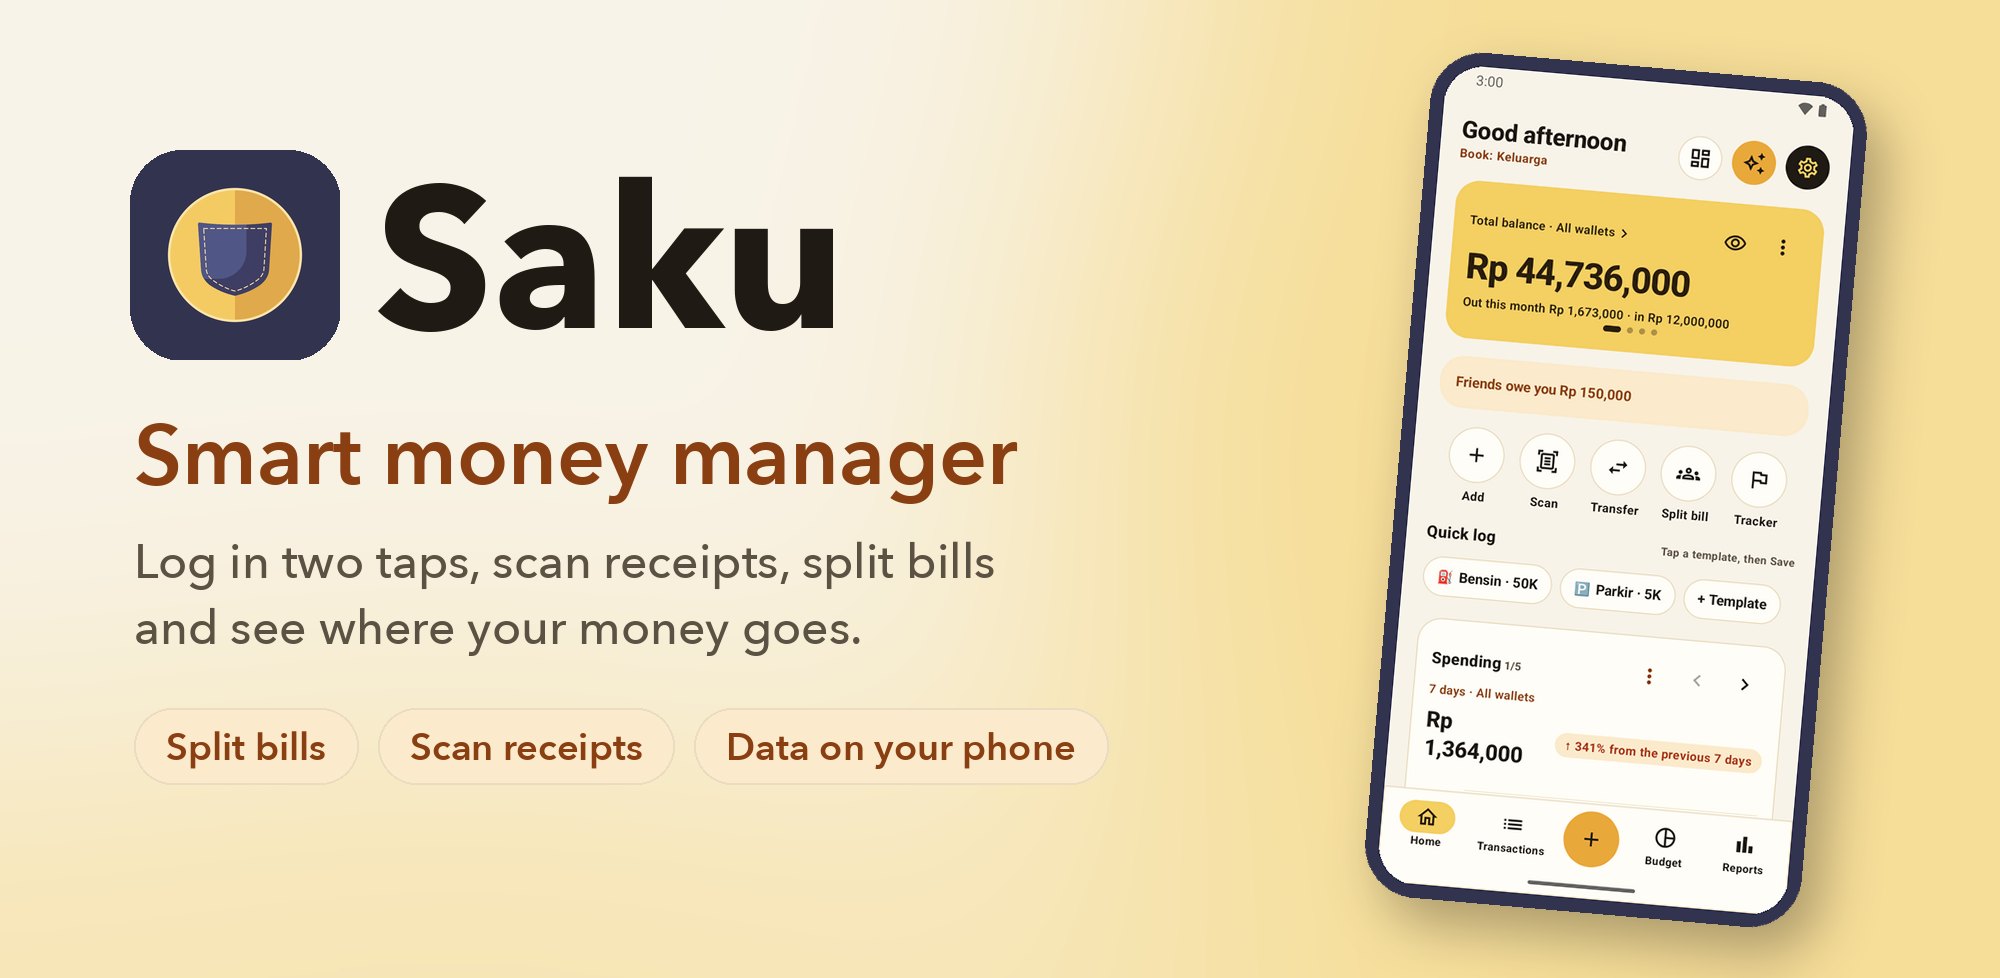 Saku
Smart money manager
Log in two taps, scan receipts, split bills
and see where your money goes.
Split bills
Scan receipts
Data on your phone
3:00
Good afternoon
Book: Keluarga
Total balance · All wallets >
Rp 44,736,000
Out this month Rp 1,673,000 · in Rp 12,000,000
Friends owe you Rp 150,000
Add
Scan
Transfer
Split bill
Tracker
Quick log
Tap a template, then Save
Bensin · 50K
🅿️ Parkir · 5K
+ Template
Spending 1/5
7 days · All wallets
Rp
1,364,000
↑ 341% from the previous 7 days
Home
Transactions
Budget
Reports